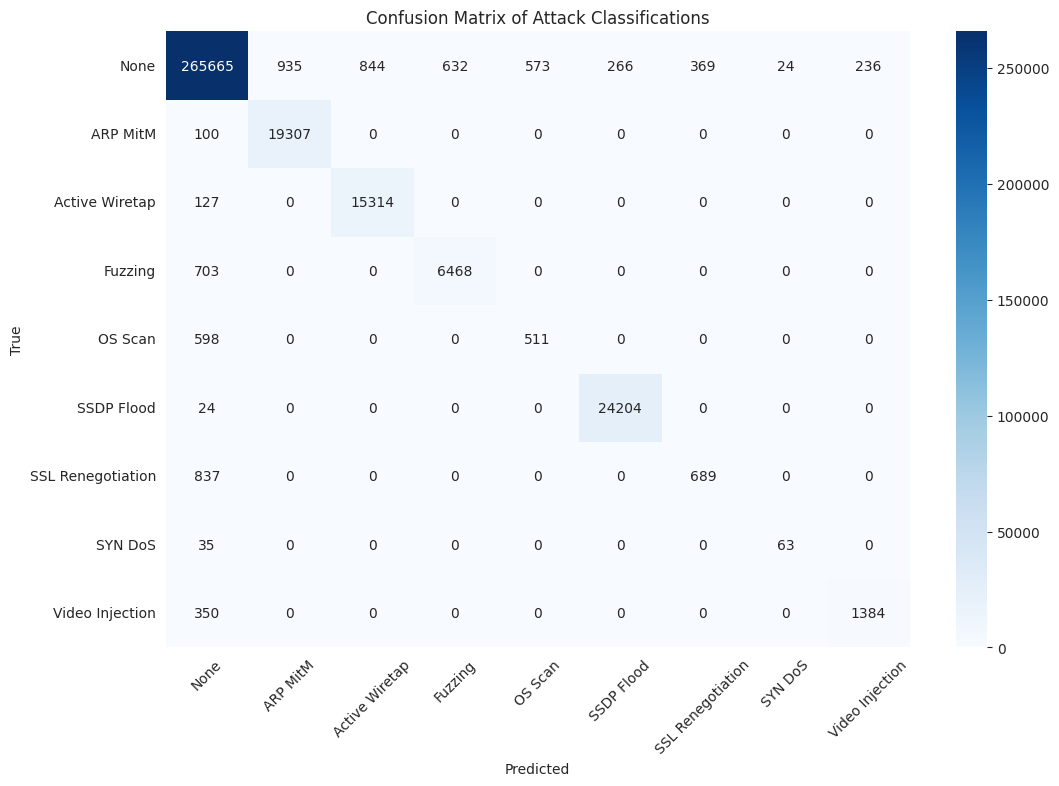 Confusion Matrix of Attack Classifications
None 265665 935 844 632 573 266 369 24 236
ARP MitM 100 19307 0 0 0 0 0 0 0
Active Wiretap 127 0 15314 0 0 0 0 0 0
Fuzzing 703 0 0 6468 0 0 0 0 0
OS Scan 598 0 0 0 511 0 0 0 0
SSDP Flood 24 0 0 0 0 24204 0 0 0
SSL Renegotiation 837 0 0 0 0 0 689 0 0
SYN DoS 35 0 0 0 0 0 0 63 0
Video Injection 350 0 0 0 0 0 0 0 1384
True
None ARP MitM Active Wiretap Fuzzing OS Scan SSDP Flood SSL Renegotiation SYN DoS Video Injection
Predicted
250000
200000
150000
100000
50000
0